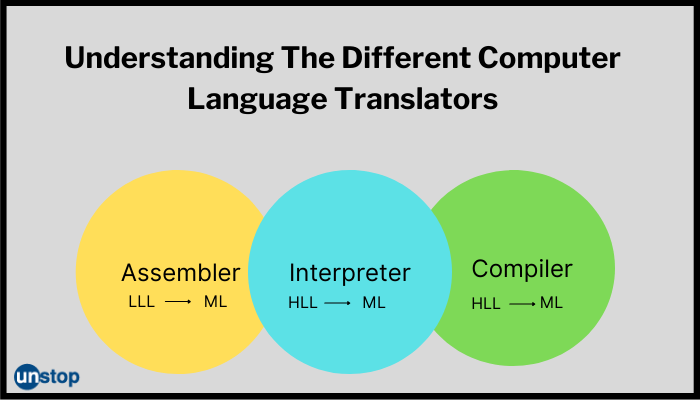 Understanding The Different Computer
Language Translators
Assembler
LLL → ML
Interpreter
HLL → ML
Compiler
HLL → ML
unstop